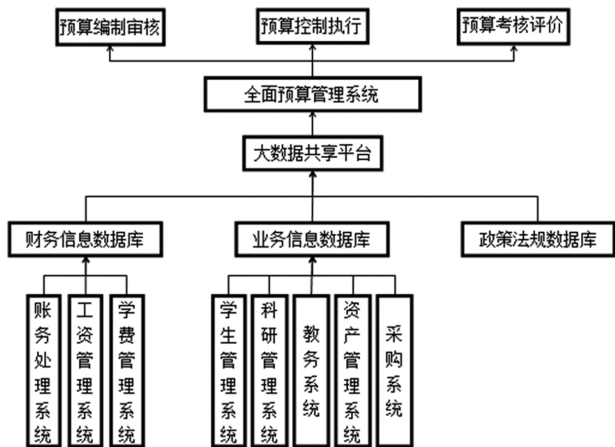 预算编制审核
预算控制执行
预算考核评价
全面预算管理系统
大数据共享平台
财务信息数据库
业务信息数据库
政策法规数据库
账务处理系统
工资管理系统
学费管理系统
学生管理系统
科研管理系统
教务系统
资产管理系统
采购系统